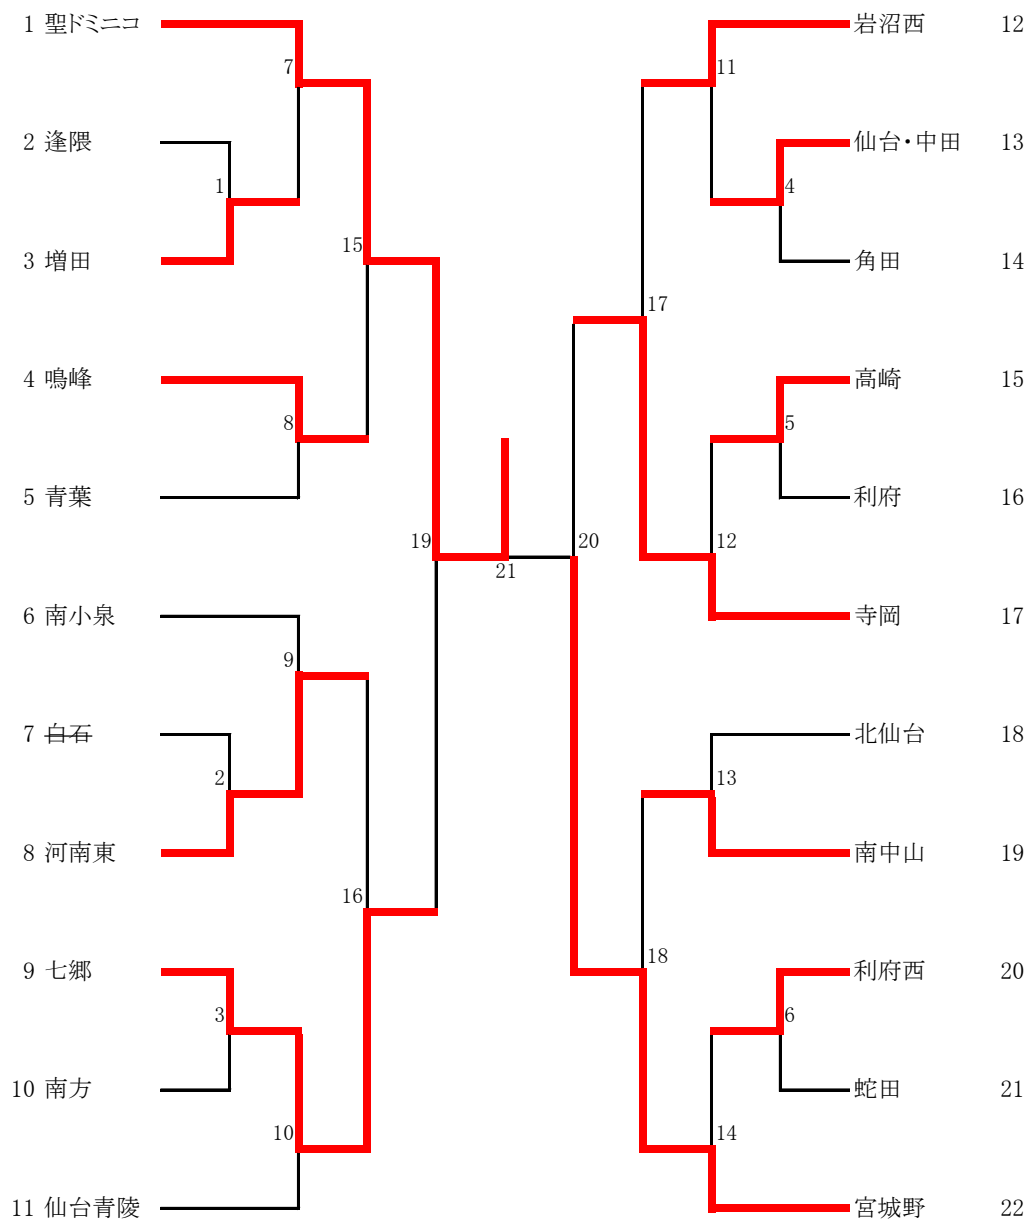 1 聖ドミニコ
7
2 逢隈
1
3 増田
15
4 鳴峰
8
5 青葉
19
21
6 南小泉
9
7 白石
2
8 河南東
16
9 七郷
3
10 南方
10
11 仙台青陵
岩沼西 12
11
仙台・中田 13
4
角田 14
17
高崎 15
5
利府 16
20
12
寺岡 17
北仙台 18
13
南中山 19
18
利府西 20
6
蛇田 21
14
宮城野 22